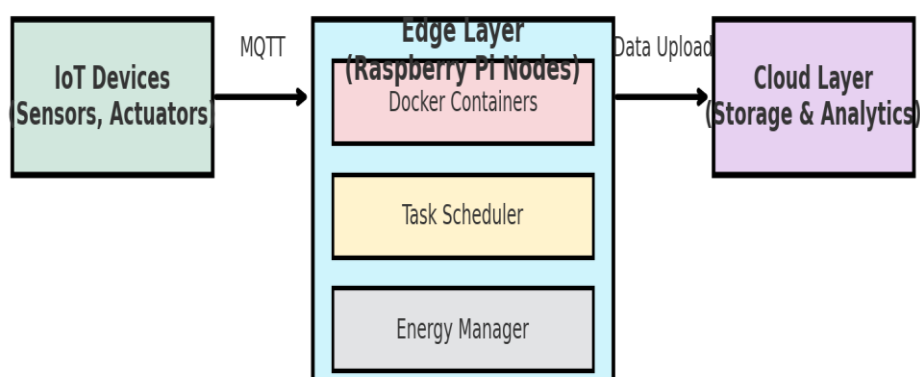 IoT Devices
(Sensors, Actuators)
MQTT
Edge Layer
(Raspberry Pi Nodes)
Docker Containers
Task Scheduler
Energy Manager
Data Upload
Cloud Layer
(Storage & Analytics)